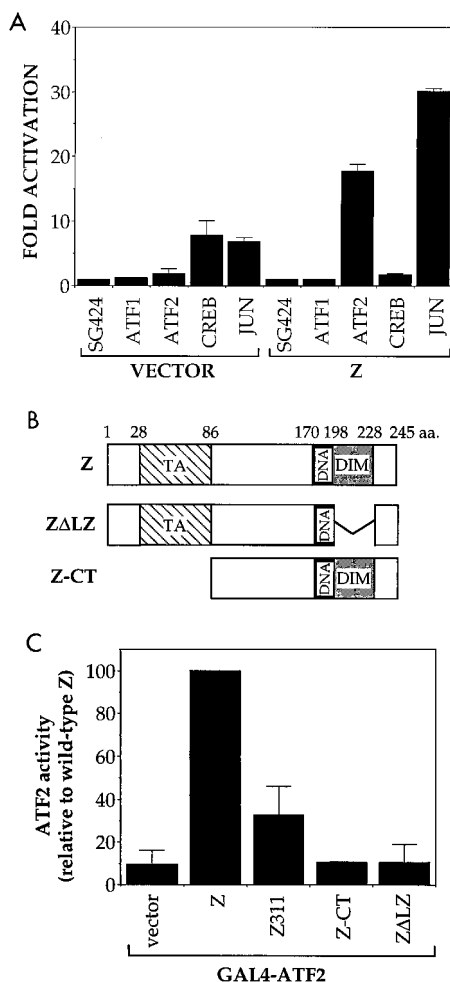 A
FOLD ACTIVATION
40
30
20
10
0
SG424
ATF1
ATF2
CREB
JUN
SG424
ATF1
ATF2
CREB
JUN
VECTOR
Z
B
1 28 86 170 198 228 245 aa.
Z TA DNA DIM
ZΔLZ TA DNA
Z-CT DNA DIM
C
ATF2 activity
(relative to wild-type Z)
100
80
60
40
20
0
vector
Z
Z311
Z-CT
ZΔLZ
GAL4-ATF2